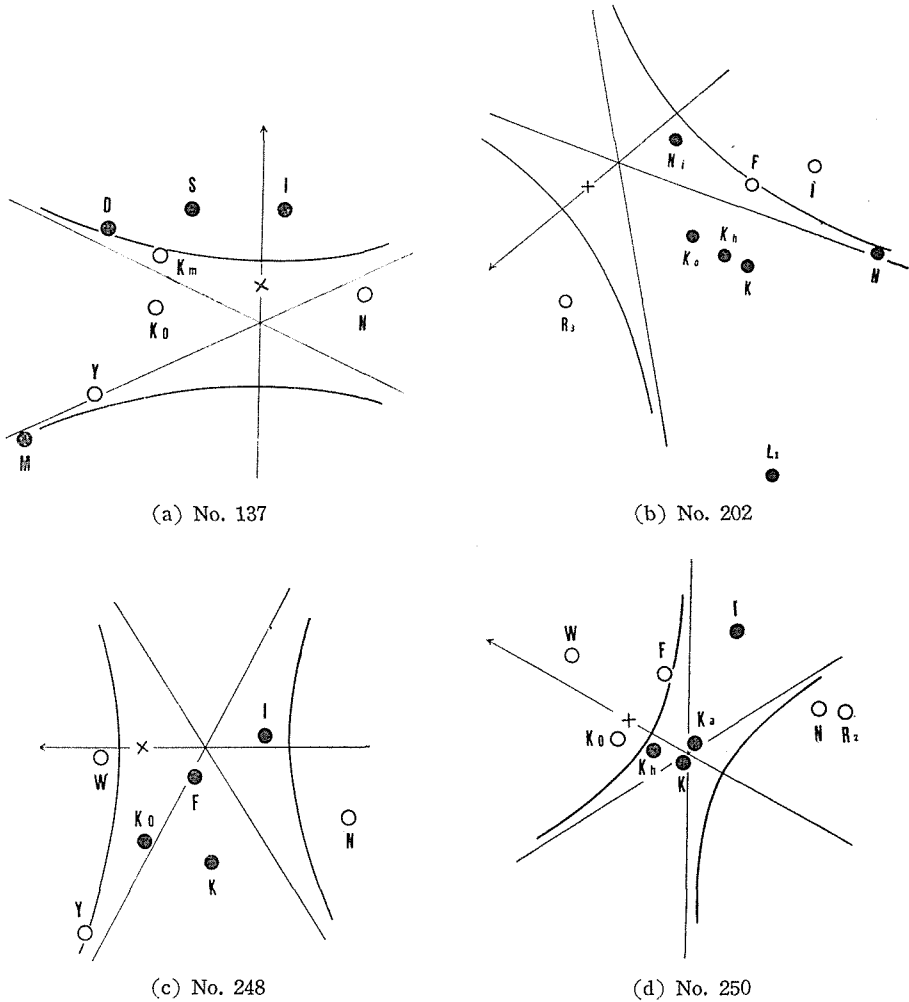 D S I
Km
Ko N
Y
M
(a) No. 137
Ni F I
Ko Kh K N
R3
L1
(b) No. 202
I
W
F
Ko
K N
Y
(c) No. 248
I
W F
Ka
Ko N R2
Kh K
(d) No. 250